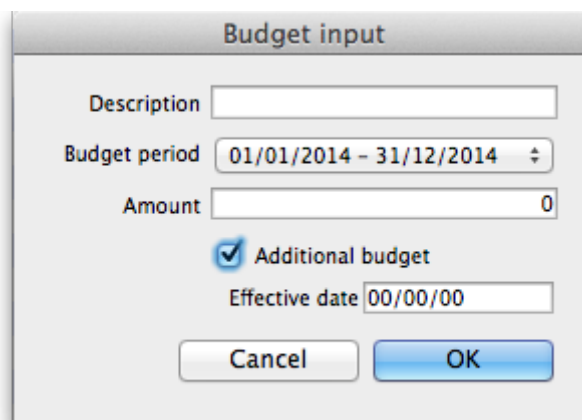 Budget input
Description
Budget period 01/01/2014 – 31/12/2014
Amount 0
Additional budget
Effective date 00/00/00
Cancel OK